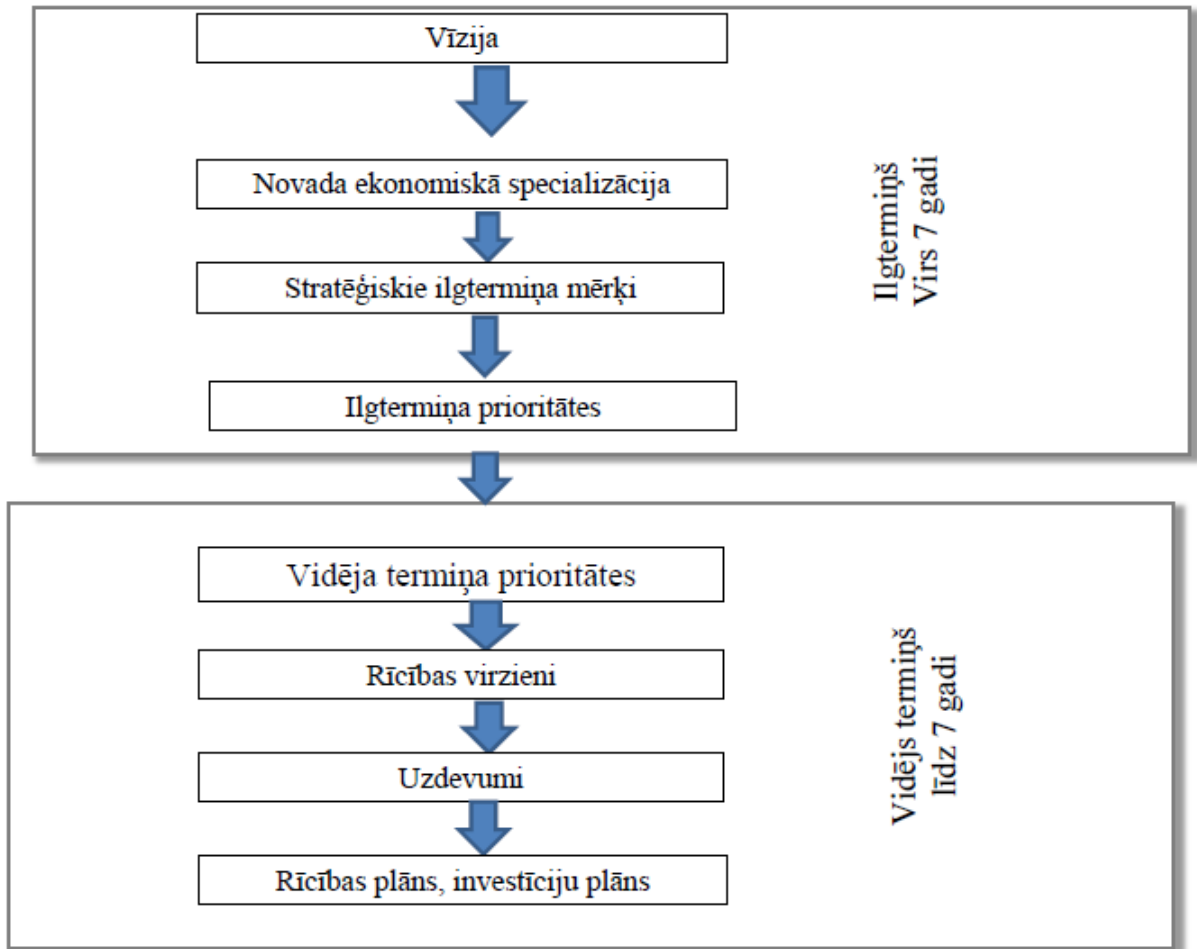 Vīzija
Novada ekonomiskā specializācija
Stratēģiskie ilgtermiņa mērķi
Ilgtermiņa prioritātes
Ilgtermiņš
Virs 7 gadi
Vidēja termiņa prioritātes
Rīcības virzieni
Uzdevumi
Rīcības plāns, investīciju plāns
Vidējs termiņš
līdz 7 gadi